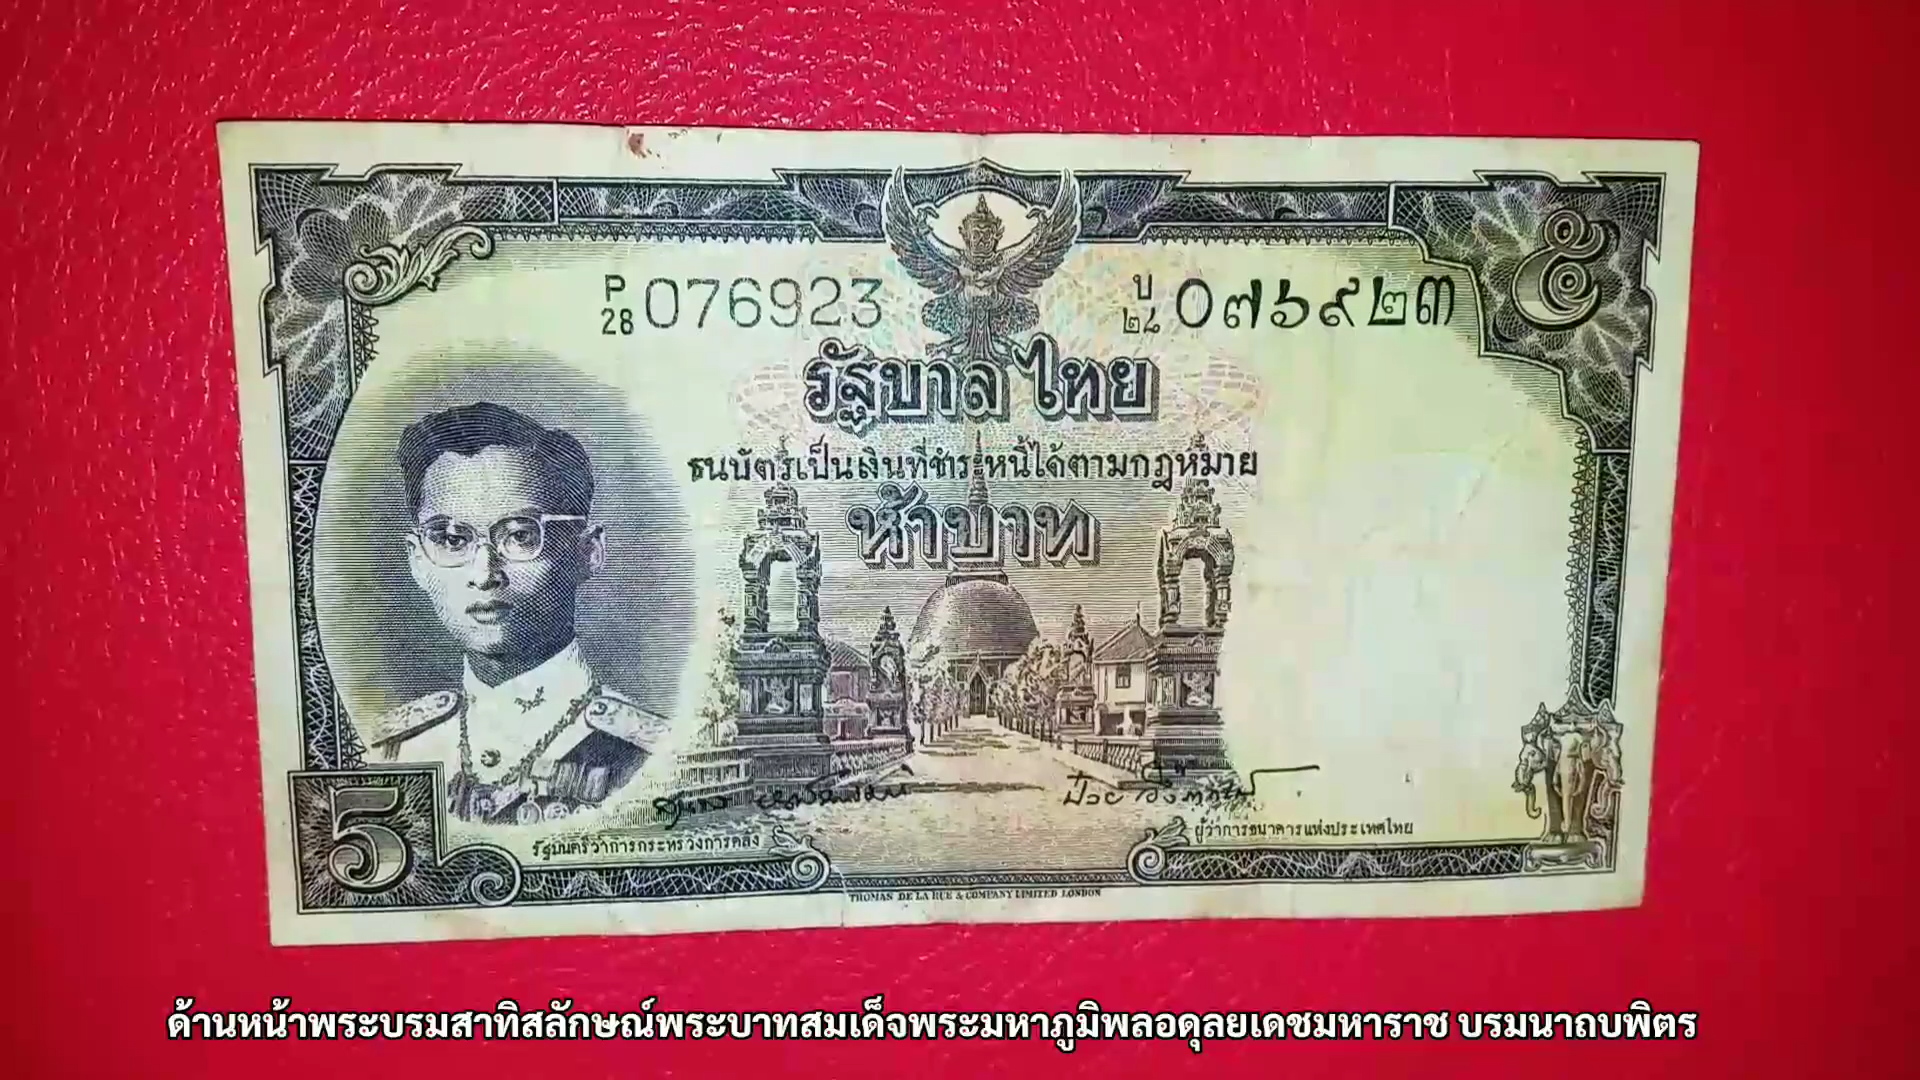 P/28 076923
บ/๒๘ ๐๗๖๙๒๓
๕
รัฐบาลไทย
ธนบัตรเป็นเงินที่ชำระหนี้ได้ตามกฎหมาย
ห้าบาท
5
รัฐมนตรีว่าการกระทรวงการคลัง
ผู้ว่าการธนาคารแห่งประเทศไทย
THOMAS DE LA RUE & COMPANY LIMITED LONDON
ด้านหน้าพระบรมสาทิสลักษณ์พระบาทสมเด็จพระมหาภูมิพลอดุลยเดชมหาราช บรมนาถบพิตร